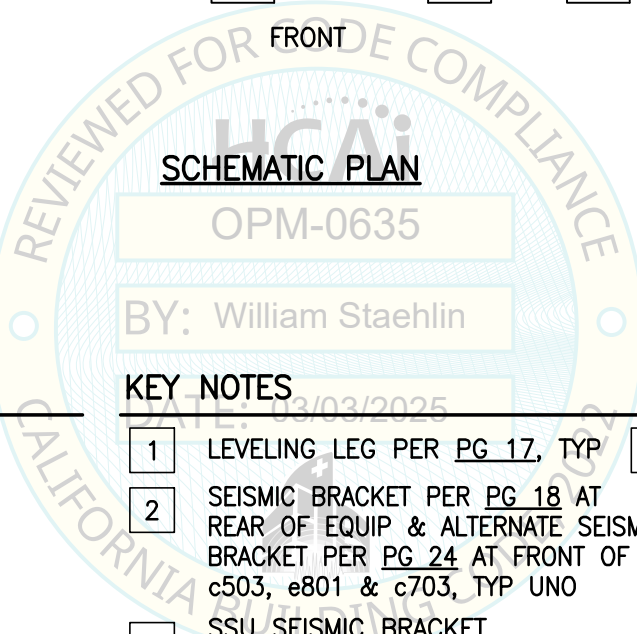 FRONT
REVIEWED FOR CODE COMPLIANCE
HCAi
SCHEMATIC PLAN
OPM-0635
BY: William Staehlin
KEY NOTES
DATE: 03/03/2025
1 LEVELING LEG PER PG 17, TYP
2 SEISMIC BRACKET PER PG 18 AT
REAR OF EQUIP & ALTERNATE SEISM
BRACKET PER PG 24 AT FRONT OF
c503, e801 & c703, TYP UNO
SSU SEISMIC BRACKET
CALIFORNIA BUILDING CODE 2022